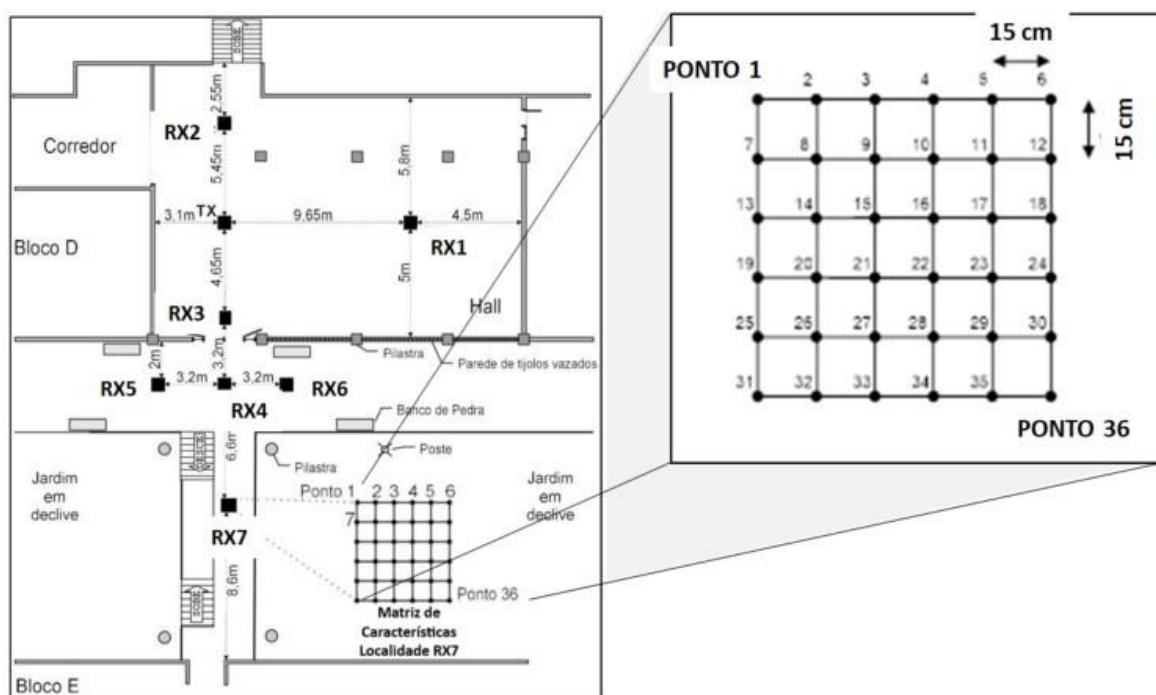 SOBE
2,55m
RX2
Corredor
5,45m
5,8m
3,1m
TX
9,65m
4,5m
RX1
Bloco D
4,65m
5m
Hall
RX3
Pilastra
Parede de tijolos vazados
2m
3,2m
RX5
3,2m
3,2m
RX6
RX4
Banco de Pedra
6,6m
DESCE
Poste
Pilastra
Jardim
em
declive
Jardim
em
declive
Ponto 1 2 3 4 5 6
7
RX7
8,6m
SOBE
Ponto 36
Matriz de
Características
Localidade RX7
Bloco E
15 cm
PONTO 1
2 3 4 5 6
15 cm
7 8 9 10 11 12
13 14 15 16 17 18
19 20 21 22 23 24
25 26 27 28 29 30
31 32 33 34 35
PONTO 36